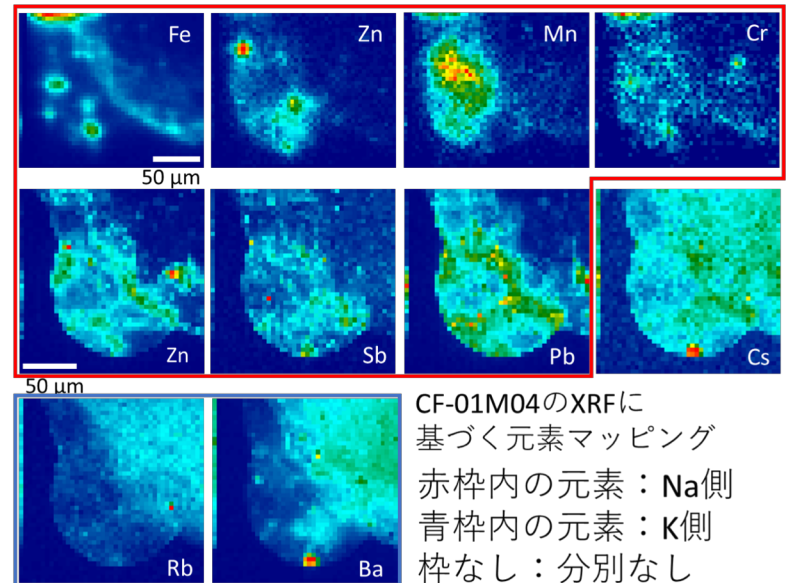 Fe
Zn
Mn
Cr
50 µm
Zn
Sb
Pb
Cs
50 µm
Rb
Ba
CF-01M04のXRFに
基づく元素マッピング
赤枠内の元素：Na側
青枠内の元素：K側
枠なし：分別なし